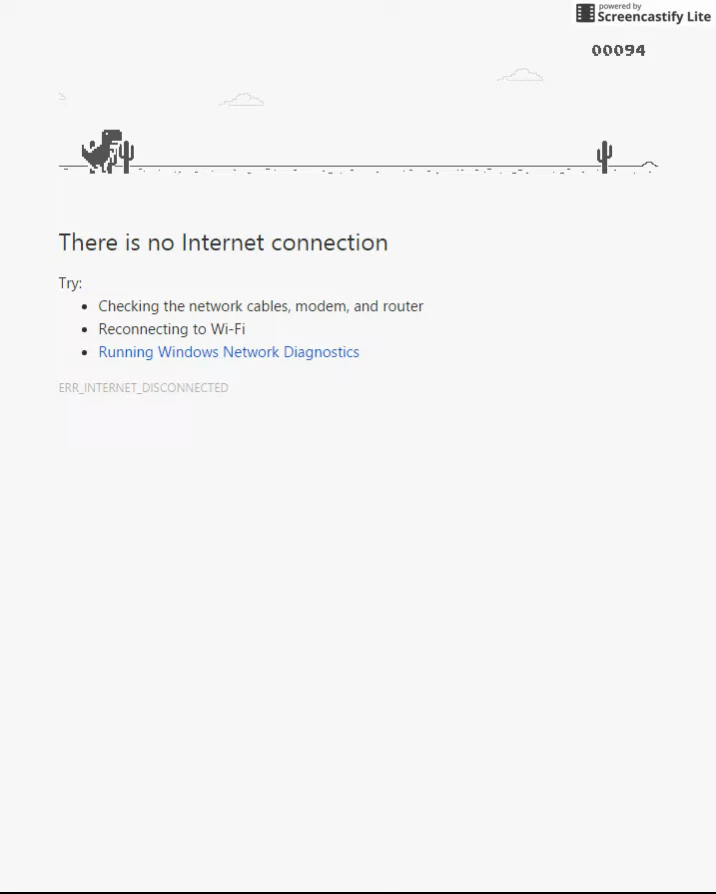 powered by
Screencastify Lite
00094
There is no Internet connection
Try:
• Checking the network cables, modem, and router
• Reconnecting to Wi-Fi
• Running Windows Network Diagnostics
ERR_INTERNET_DISCONNECTED